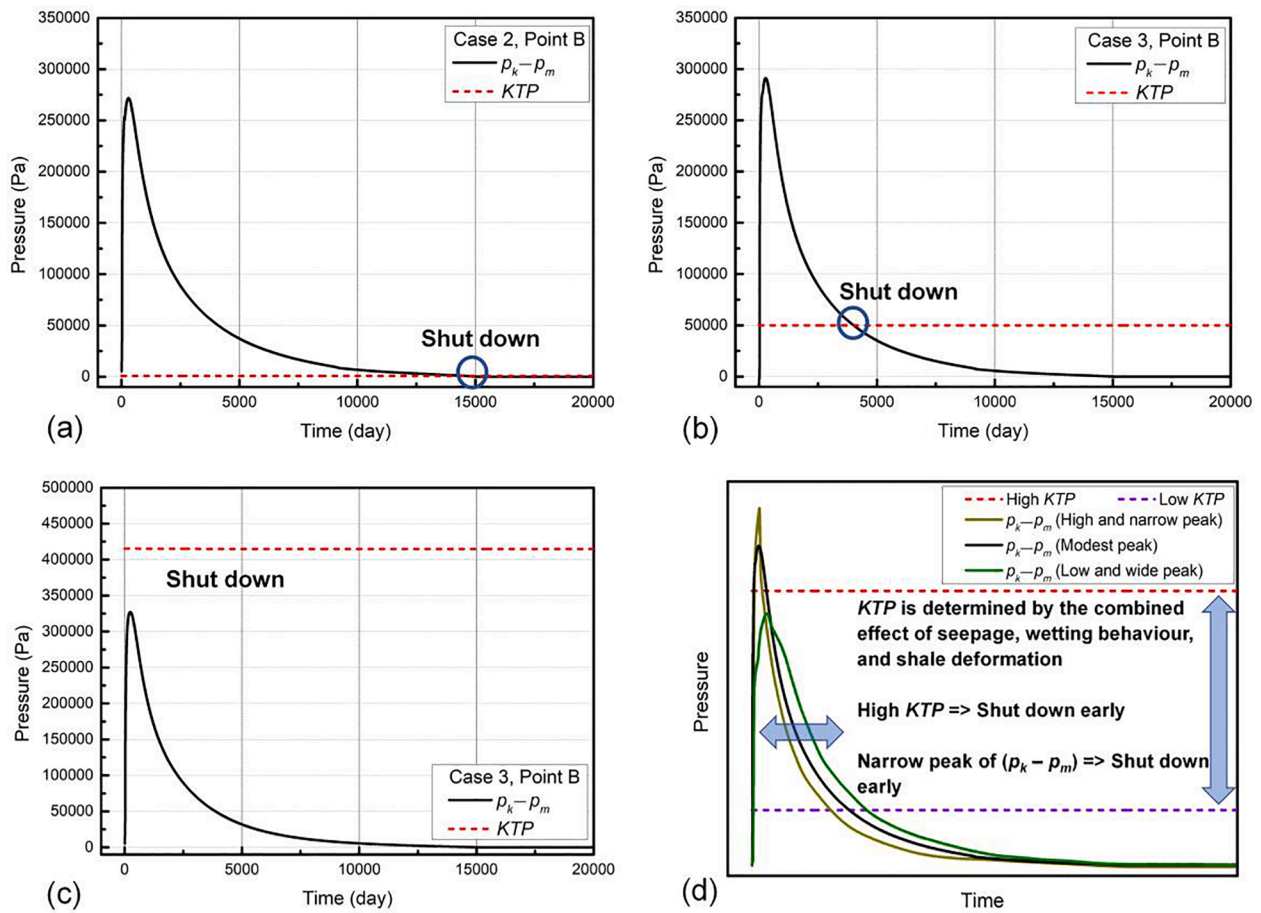 350000
300000
250000
200000
150000
100000
50000
0
Pressure (Pa)
Case 2, Point B
pk—pm
KTP
Shut down
0 5000 10000 15000 20000
Time (day)
(a)
350000
300000
250000
200000
150000
100000
50000
0
Pressure (Pa)
Case 3, Point B
pk—pm
KTP
Shut down
0 5000 10000 15000 20000
Time (day)
(b)
500000
450000
400000
350000
300000
250000
200000
150000
100000
50000
0
Pressure (Pa)
Shut down
Case 3, Point B
pk—pm
KTP
0 5000 10000 15000 20000
Time (day)
(c)
Pressure
High KTP Low KTP
pk—pm (High and narrow peak)
pk—pm (Modest peak)
pk—pm (Low and wide peak)
KTP is determined by the combined
effect of seepage, wetting behaviour,
and shale deformation
High KTP => Shut down early
Narrow peak of (pk – pm) => Shut down
early
Time
(d)